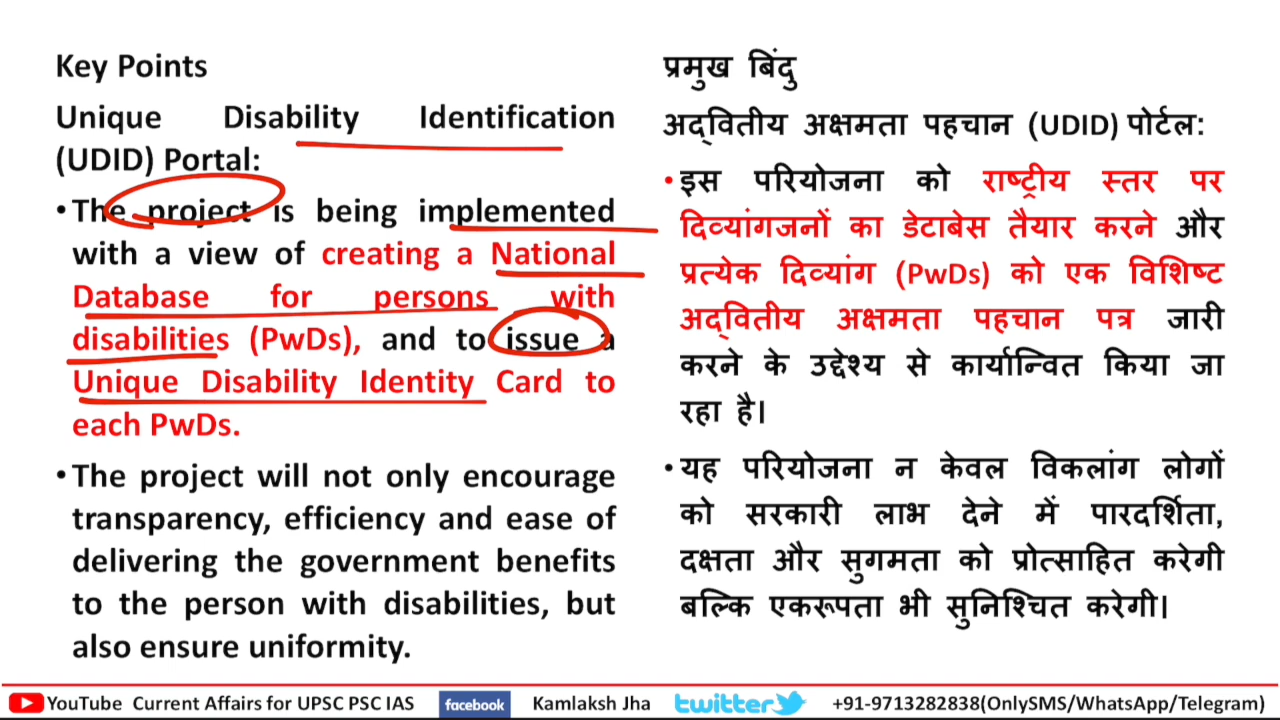 Key Points
Unique Disability Identification
(UDID) Portal:
• The project is being implemented
with a view of creating a National
Database for persons with
disabilities (PwDs), and to issue a
Unique Disability Identity Card to
each PwDs.
• The project will not only encourage
transparency, efficiency and ease of
delivering the government benefits
to the person with disabilities, but
also ensure uniformity.
प्रमुख बिंदु
अद्वितीय अक्षमता पहचान (UDID) पोर्टल:
• इस परियोजना को राष्ट्रीय स्तर पर
दिव्यांगजनों का डेटाबेस तैयार करने और
प्रत्येक दिव्यांग (PwDs) को एक विशिष्ट
अद्वितीय अक्षमता पहचान पत्र जारी
करने के उद्देश्य से कार्यान्वित किया जा
रहा है।
• यह परियोजना न केवल विकलांग लोगों
को सरकारी लाभ देने में पारदर्शिता,
दक्षता और सुगमता को प्रोत्साहित करेगी
बल्कि एकरूपता भी सुनिश्चित करेगी।
YouTube Current Affairs for UPSC PSC IAS facebook Kamlaksh Jha twitter +91-9713282838(OnlySMS/WhatsApp/Telegram)